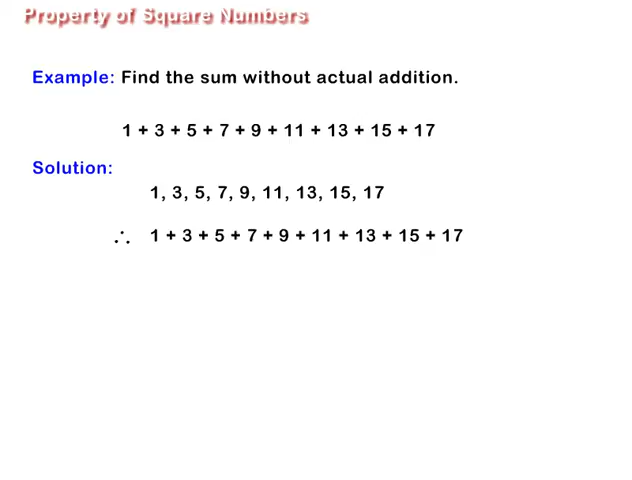 Property of Square Numbers
Example: Find the sum without actual addition.
1 + 3 + 5 + 7 + 9 + 11 + 13 + 15 + 17
Solution:
1, 3, 5, 7, 9, 11, 13, 15, 17
∴ 1 + 3 + 5 + 7 + 9 + 11 + 13 + 15 + 17